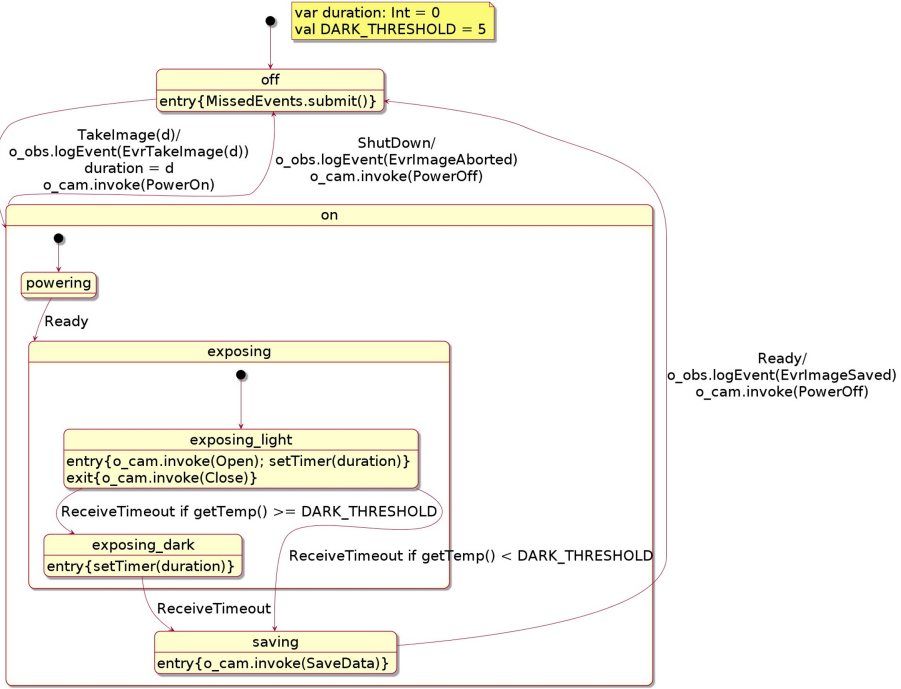 var duration: Int = 0
val DARK_THRESHOLD = 5
off
entry{MissedEvents.submit()}
TakeImage(d)/
o_obs.logEvent(EvrTakeImage(d))
duration = d
o_cam.invoke(PowerOn)
ShutDown/
o_obs.logEvent(EvrImageAborted)
o_cam.invoke(PowerOff)
on
powering
Ready
exposing
Ready/
o_obs.logEvent(EvrImageSaved)
o_cam.invoke(PowerOff)
exposing_light
entry{o_cam.invoke(Open); setTimer(duration)}
exit{o_cam.invoke(Close)}
ReceiveTimeout if getTemp() >= DARK_THRESHOLD
exposing_dark
entry{setTimer(duration)}
ReceiveTimeout if getTemp() < DARK_THRESHOLD
ReceiveTimeout
saving
entry{o_cam.invoke(SaveData)}